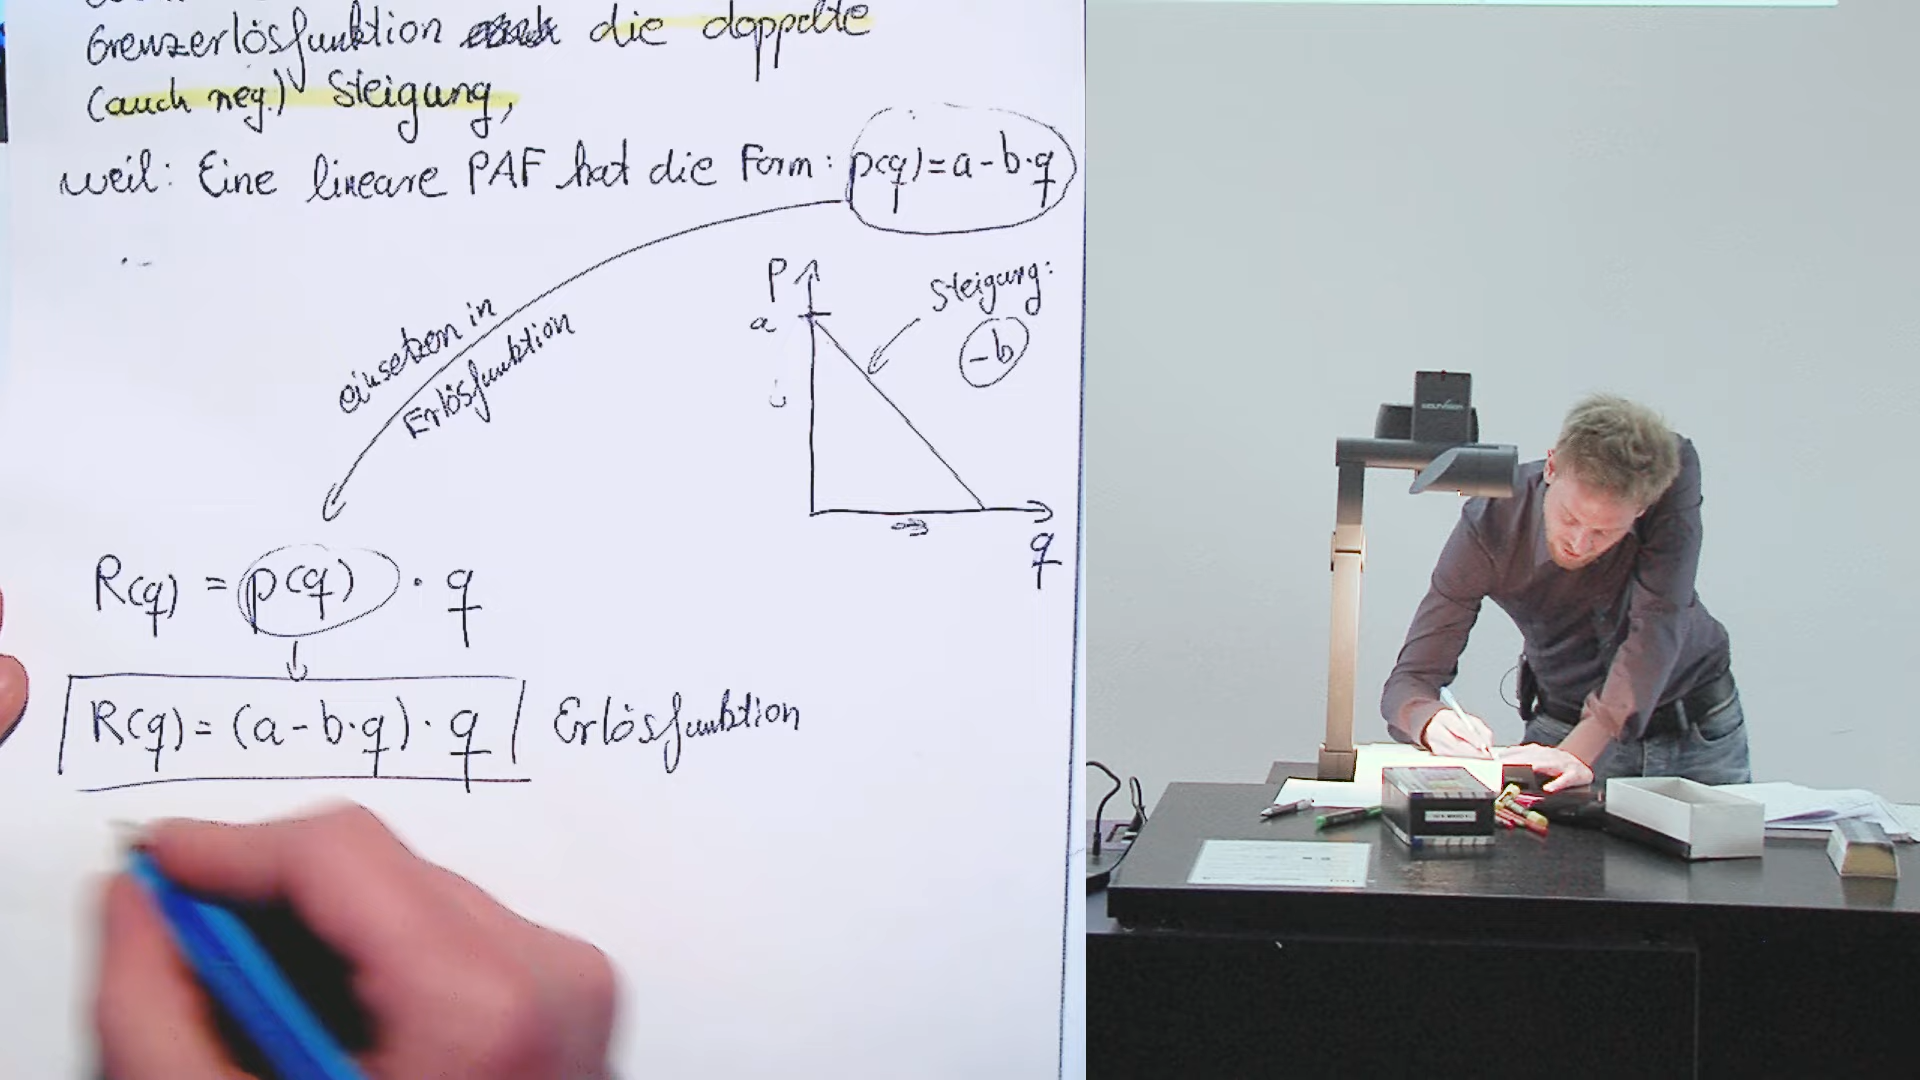 Grenzerlösfunktion die doppelte
(auch neg.) Steigung,
weil: Eine lineare PAF hat die Form: p(q)=a-b·q
einsetzen in
Erlösfunktion
P
a
Steigung:
-b
q
R(q) = p(q) · q
R(q) = (a-b·q) · q Erlösfunktion